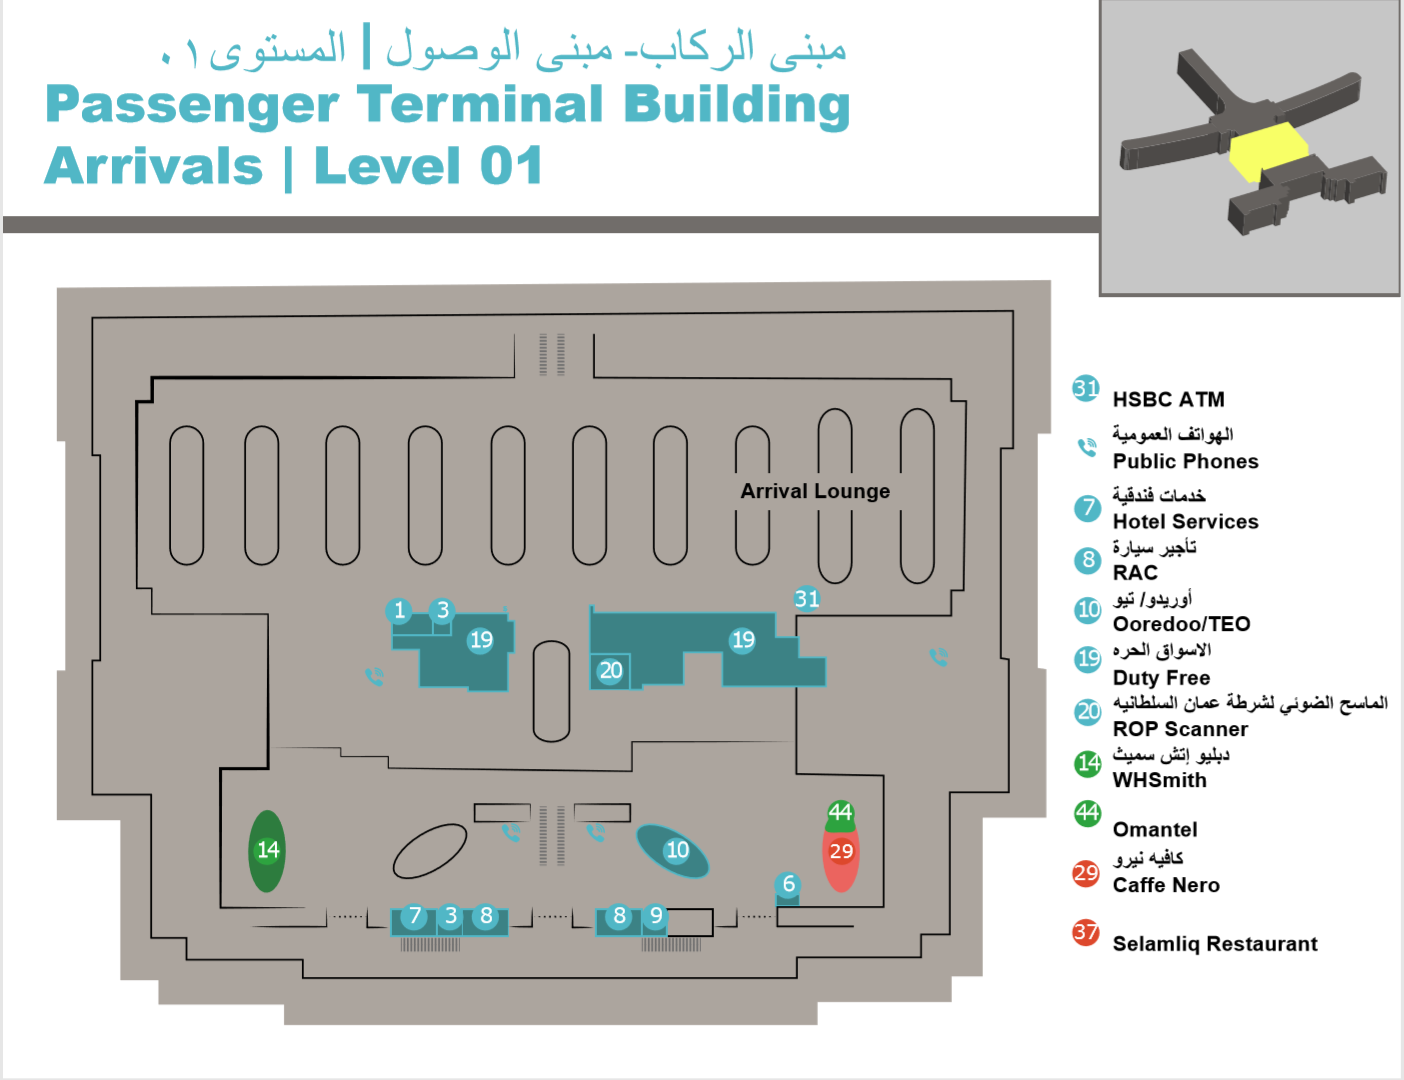 مبنى الركاب- مبنى الوصول | المستوى ٠١
Passenger Terminal Building
Arrivals | Level 01
Arrival Lounge
1
3
19
20
19
31
14
10
44
29
6
7
3
8
8
9
31
HSBC ATM
الهواتف العمومية
Public Phones
7
خدمات فندقية
Hotel Services
8
تأجير سيارة
RAC
10
أوريدو/ تيو
Ooredoo/TEO
19
الاسواق الحره
Duty Free
20
الماسح الضوئي لشرطة عمان السلطانيه
ROP Scanner
14
دبليو إتش سميث
WHSmith
44
Omantel
29
كافيه نيرو
Caffe Nero
37
Selamliq Restaurant